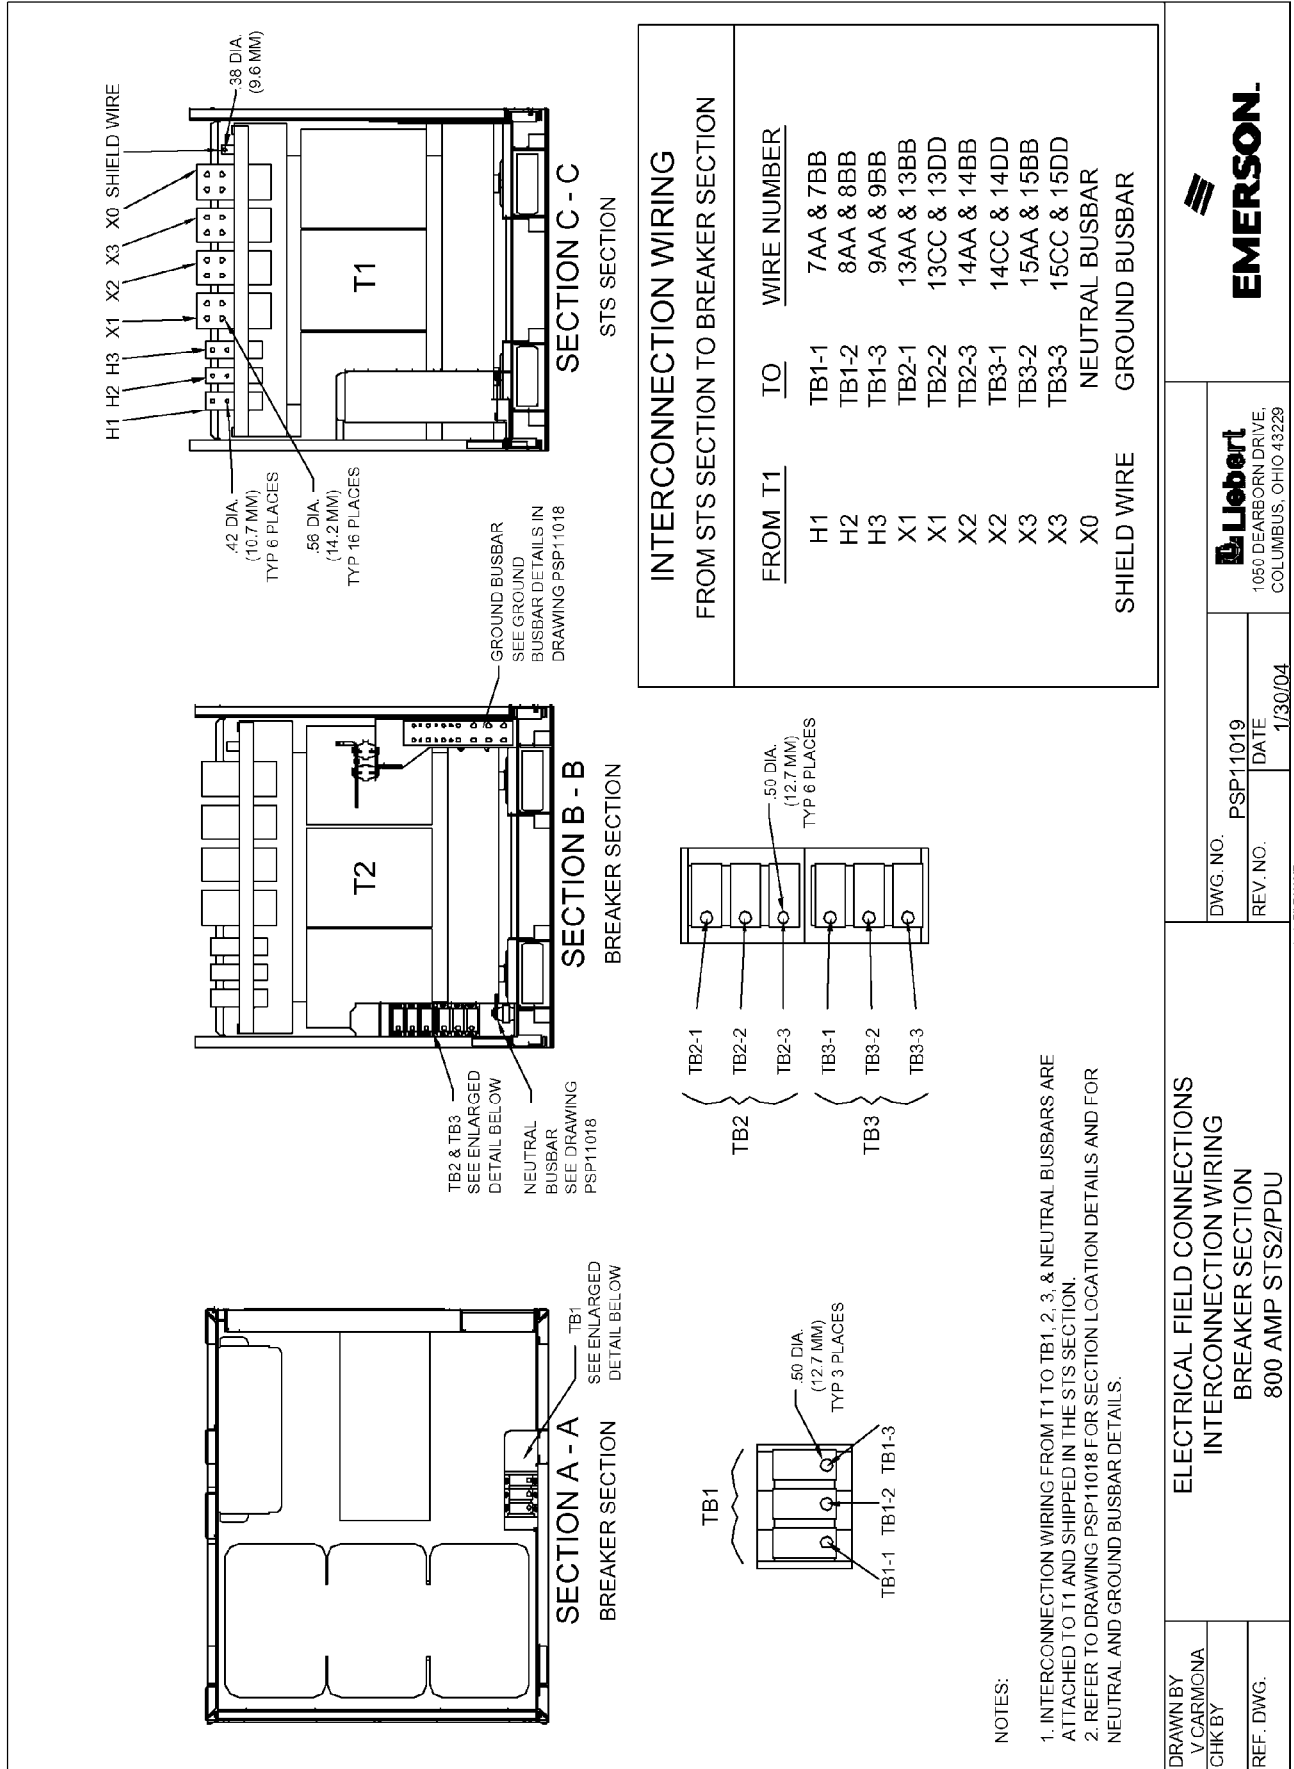 SECTION A - A
BREAKER SECTION
TB1
SEE ENLARGED
DETAIL BELOW
TB2 & TB3
SEE ENLARGED
DETAIL BELOW
NEUTRAL
BUSBAR
SEE DRAWING
PSP11018
T2
SECTION B - B
BREAKER SECTION
GROUND BUSBAR
SEE GROUND
BUSBAR DETAILS IN
DRAWING PSP11018
H1 H2 H3 X1 X2 X3 X0 SHIELD WIRE
.38 DIA.
(9.6 MM)
.42 DIA.
(10.7 MM)
TYP 6 PLACES
.56 DIA.
(14.2 MM)
TYP 16 PLACES
T1
SECTION C - C
STS SECTION
TB1
.50 DIA.
(12.7 MM)
TYP 3 PLACES
TB1-1 TB1-2 TB1-3
TB2
TB2-1
TB2-2
TB2-3
TB3
TB3-1
TB3-2
TB3-3
.50 DIA.
(12.7 MM)
TYP 6 PLACES
INTERCONNECTION WIRING
FROM STS SECTION TO BREAKER SECTION
FROM T1 TO WIRE NUMBER
H1 TB1-1 7AA & 7BB
H2 TB1-2 8AA & 8BB
H3 TB1-3 9AA & 9BB
X1 TB2-1 13AA & 13BB
X1 TB2-2 13CC & 13DD
X2 TB2-3 14AA & 14BB
X2 TB3-1 14CC & 14DD
X3 TB3-2 15AA & 15BB
X3 TB3-3 15CC & 15DD
X0 NEUTRAL BUSBAR
SHIELD WIRE GROUND BUSBAR
NOTES:
1. INTERCONNECTION WIRING FROM T1 TO TB1, 2, 3, & NEUTRAL BUSBARS ARE
ATTACHED TO T1 AND SHIPPED IN THE STS SECTION.
2. REFER TO DRAWING PSP11018 FOR SECTION LOCATION DETAILS AND FOR
NEUTRAL AND GROUND BUSBAR DETAILS.
DRAWN BY
V CARMONA
CHK BY
REF. DWG.
ELECTRICAL FIELD CONNECTIONS
INTERCONNECTION WIRING
BREAKER SECTION
800 AMP STS2/PDU
DWG. NO.
PSP11019
REV. NO.
DATE
1/30/04
Liebert
1050 DEARBORN DRIVE,
COLUMBUS, OHIO 43229
EMERSON.